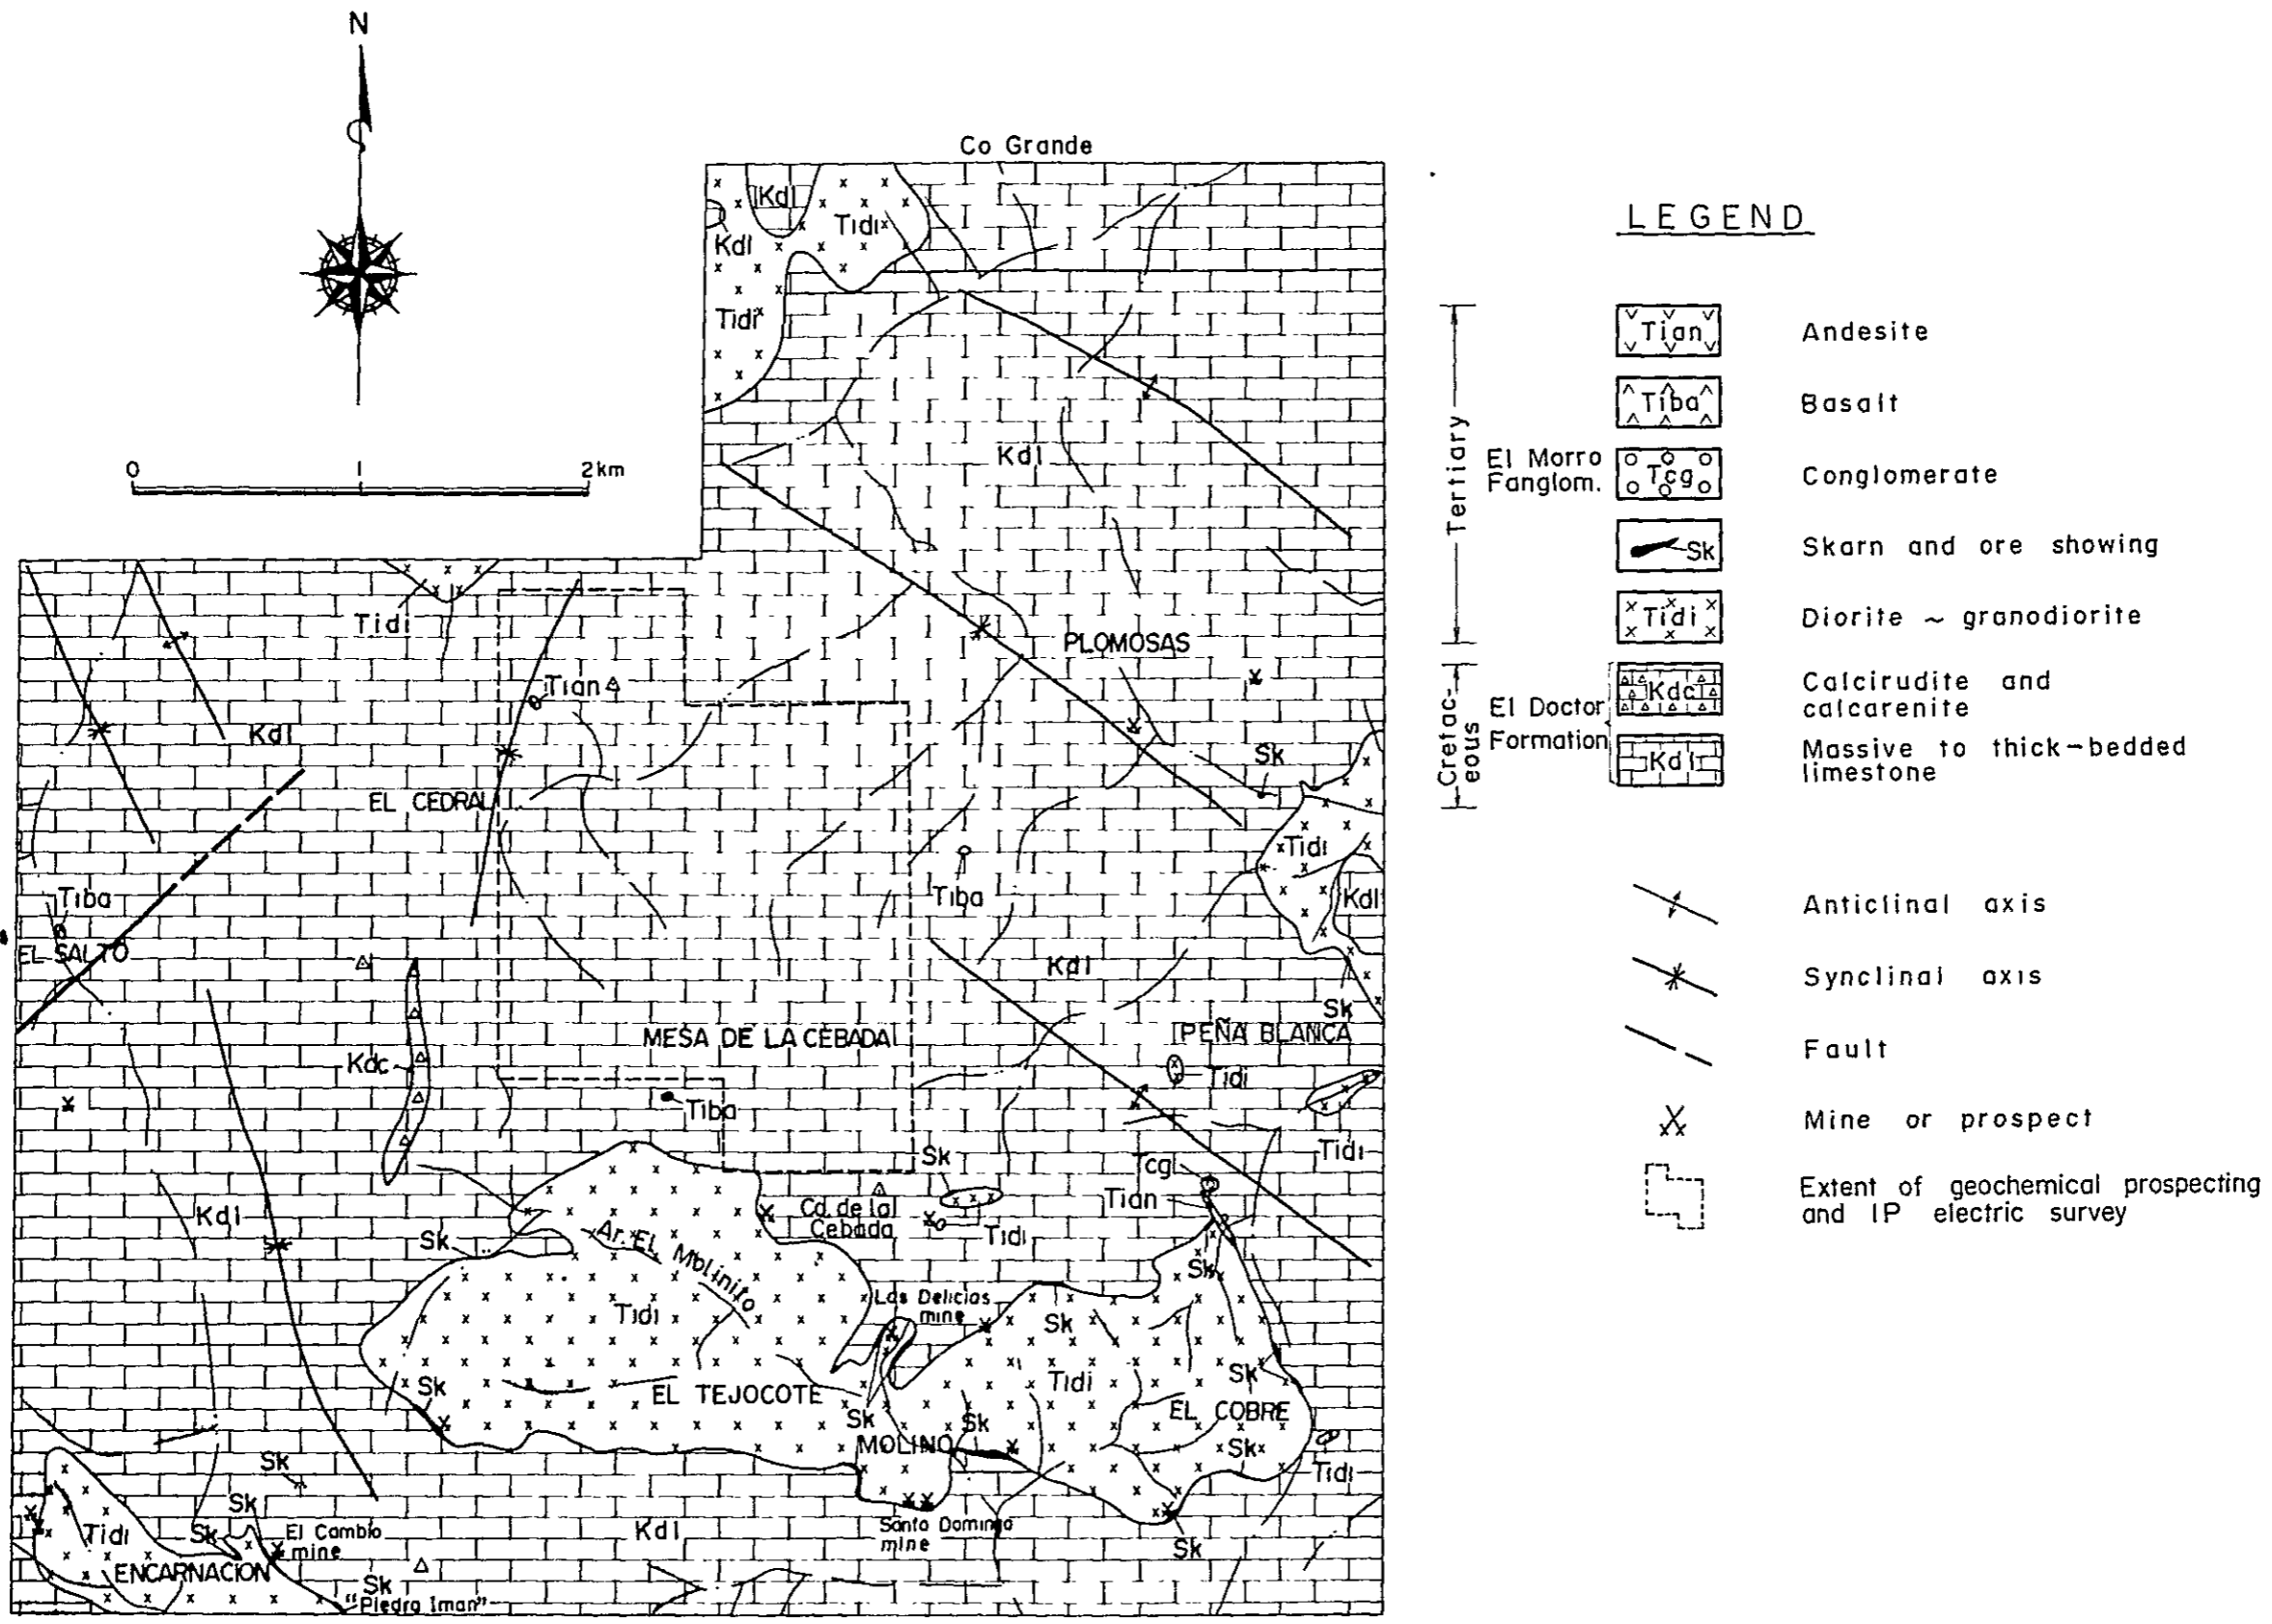 N
Co Grande
Kdl
Tidi
Kdl
Tidi
0 1 2 km
Kdl
Tidi
PLOMOSAS
Tian
Kdl
Sk
EL CEDRAL
Tidi
Tiba
Tiba
Kdl
EL SALTO
Kdl
Sk
MESA DE LA CEBADA
PEÑA BLANCA
Kdc
Tidi
Tiba
Tidi
Sk
Tcg
Tian
Kdl
Cd. de la
Cebada
Tidi
Sk
Ar. EL Molinito
Sk
Las Delicias
mine
Tidi
Sk
Sk
Tidi
Sk
EL TEJOCOTE
EL COBRE
Sk
Sk
MOLINO
Sk
Sk
Tidi
Sk
Tidi
Sk
El Cambio
mine
Kdl
Santo Domingo
mine
Sk
ENCARNACION
Sk
"Piedra Iman"
LEGEND
Tertiary
Tian Andesite
Tiba Basalt
El Morro
Fanglom.
Tcg Conglomerate
Sk Skarn and ore showing
Tidi Diorite ~ granodiorite
Cretac-
eous
El Doctor
Formation
Kdc Calcirudite and
calcarenite
Kdl Massive to thick-bedded
limestone
Anticlinal axis
Synclinal axis
Fault
Mine or prospect
Extent of geochemical prospecting
and IP electric survey